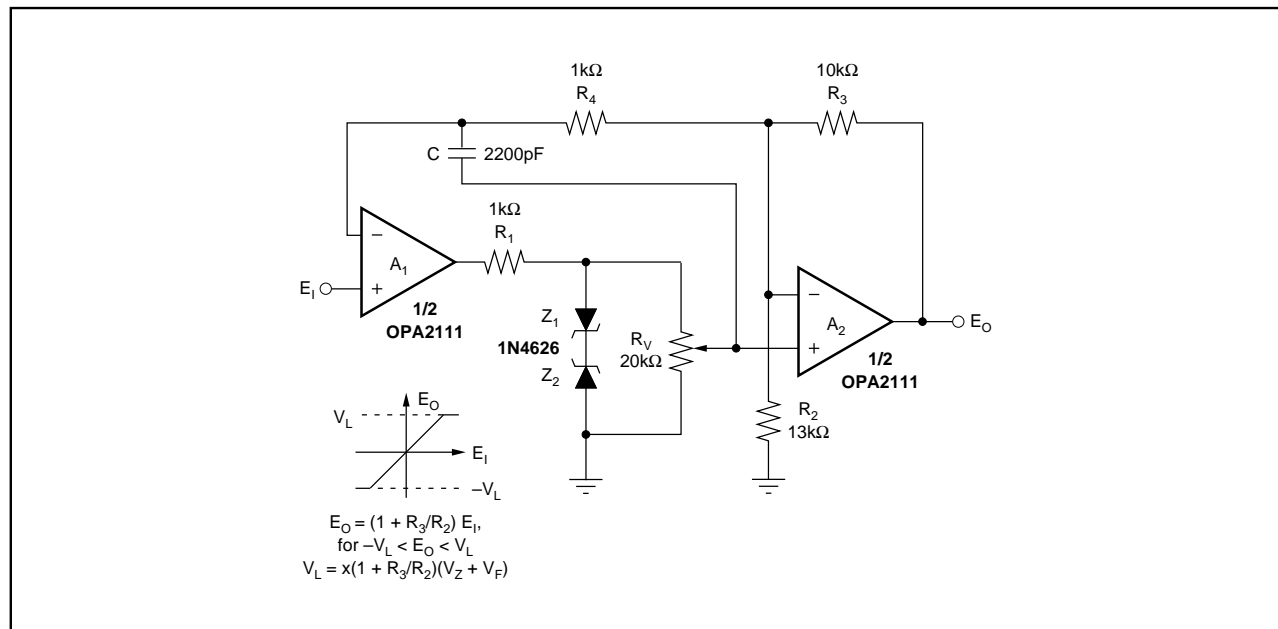 1kΩ
R4
10kΩ
R3
C 2200pF
1kΩ
R1
−
A1
+
EI
1/2
OPA2111
Z1
1N4626
Z2
RV
20kΩ
−
A2
+
EO
1/2
OPA2111
R2
13kΩ
EO
VL
EI
–VL
EO = (1 + R3/R2) EI,
for –VL < EO < VL
VL = x(1 + R3/R2)(VZ + VF)